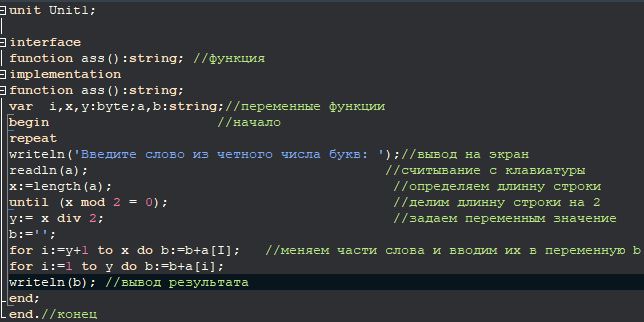 unit Unit1;
interface
function ass():string; //функция
implementation
function ass():string;
var  i,x,y:byte;a,b:string;//переменные функции
begin                    //начало
repeat
writeln('Введите слово из четного числа букв: ');//вывод на экран
readln(a);                                     //считывание с клавиатуры
x:=length(a);                                   //определяем длинну строки
until (x mod 2 = 0);                            //делим длинну строки на 2
y:= x div 2;                                    //задаем переменным значение
b:='';
for i:=y+1 to x do b:=b+a[I];   //меняем части слова и вводим их в переменную b
for i:=1 to y do b:=b+a[i];
writeln(b); //вывод результата
end;
end.//конец